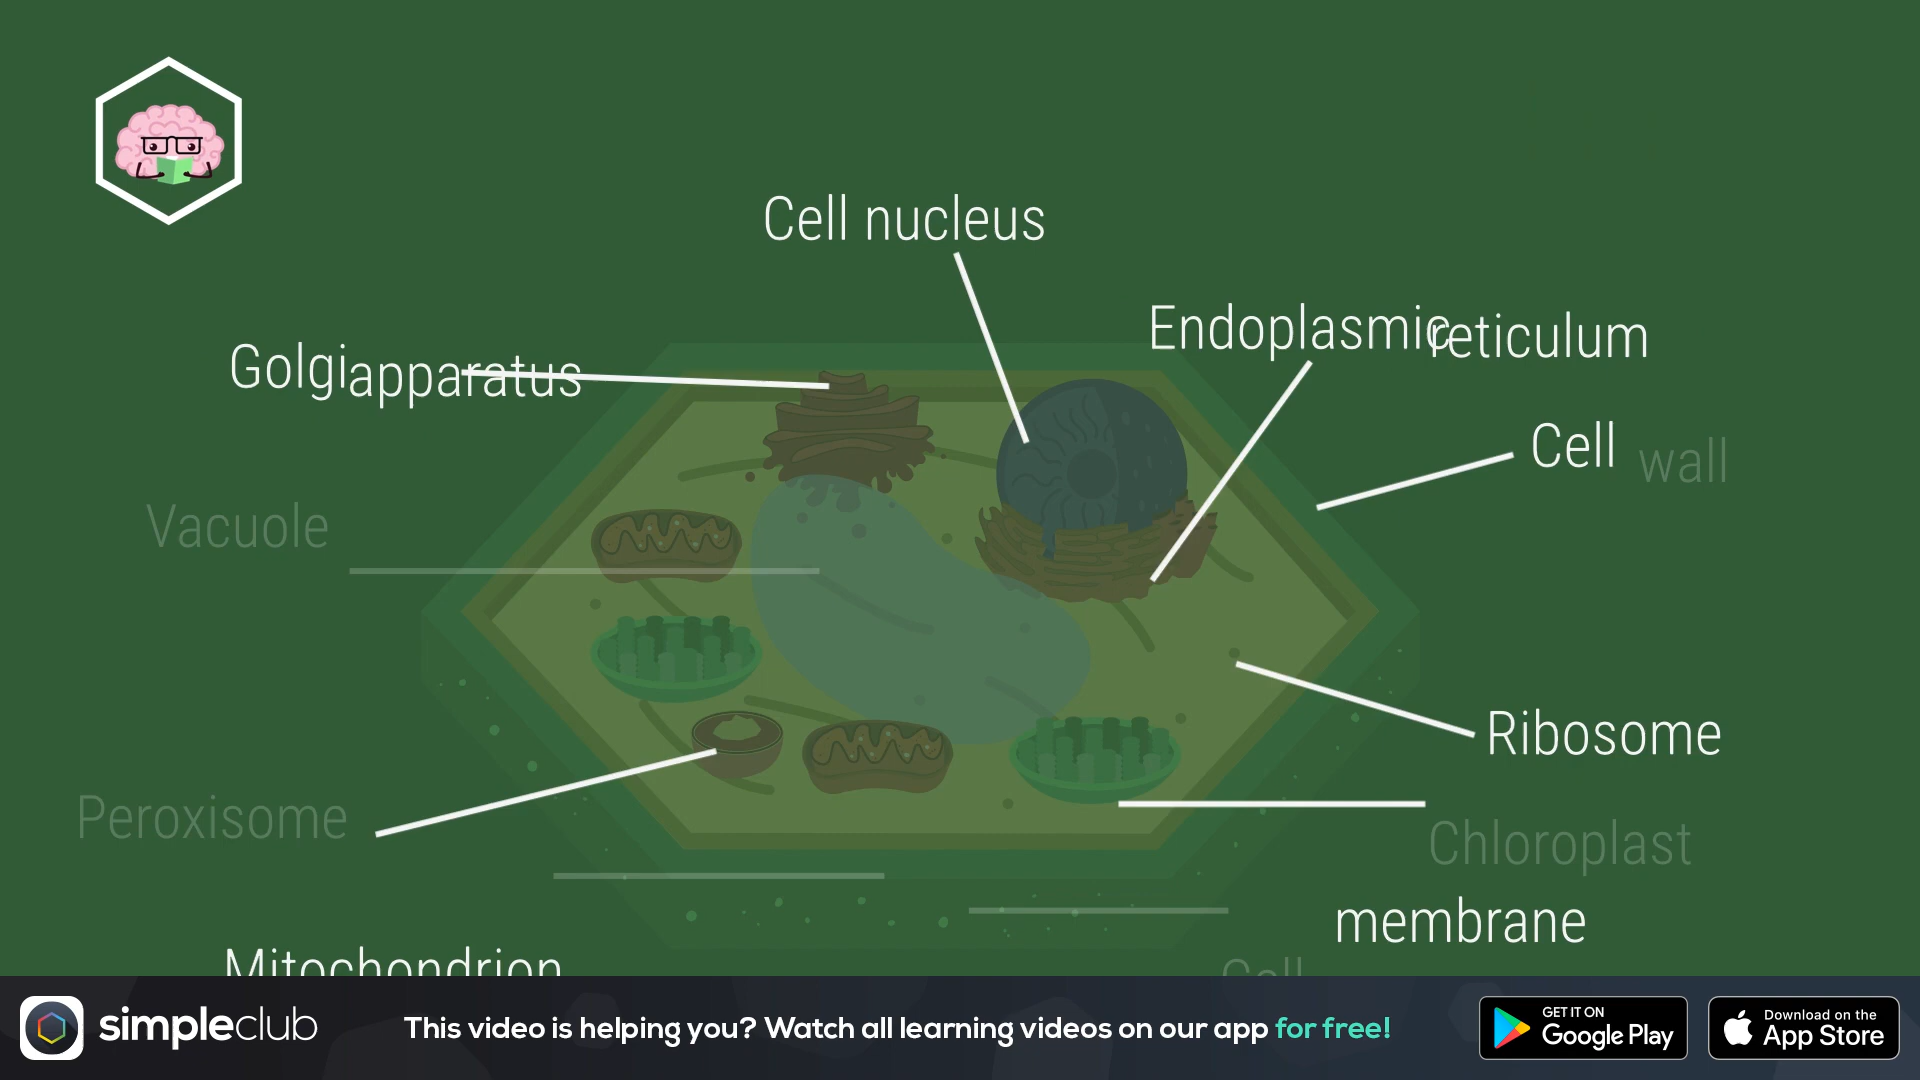 Cell nucleus
Endoplasmic reticulum
Golgi apparatus
Cell wall
Vacuole
Ribosome
Peroxisome
Chloroplast
membrane
Mitochondrion
Cell
simpleclub
This video is helping you? Watch all learning videos on our app for free!
GET IT ON
Google Play
Download on the
App Store